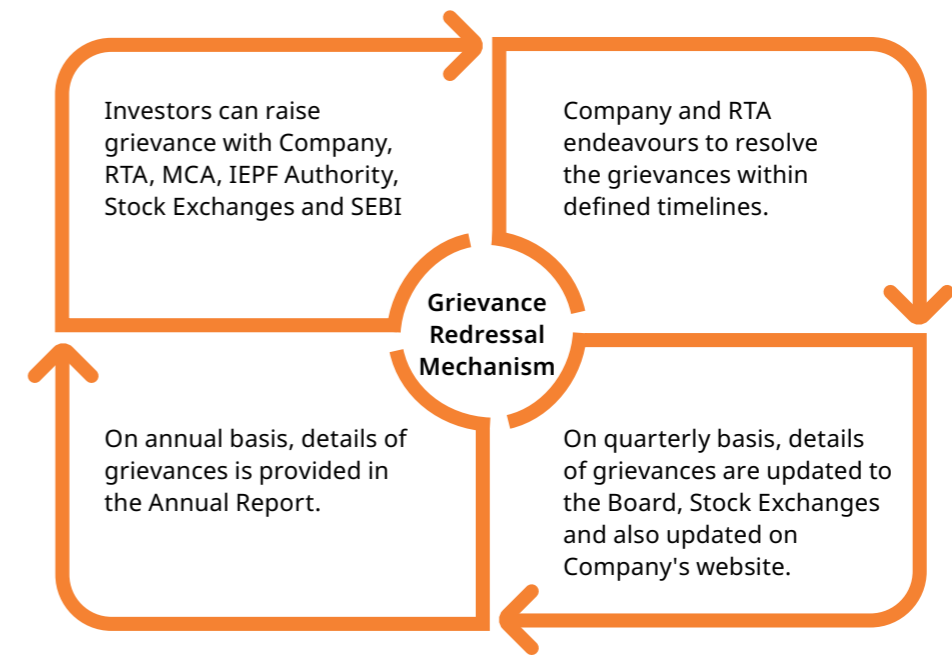 Investors can raise
grievance with Company,
RTA, MCA, IEPF Authority,
Stock Exchanges and SEBI
Company and RTA
endeavours to resolve
the grievances within
defined timelines.
Grievance
Redressal
Mechanism
On annual basis, details of
grievances is provided in
the Annual Report.
On quarterly basis, details
of grievances are updated to
the Board, Stock Exchanges
and also updated on
Company's website.